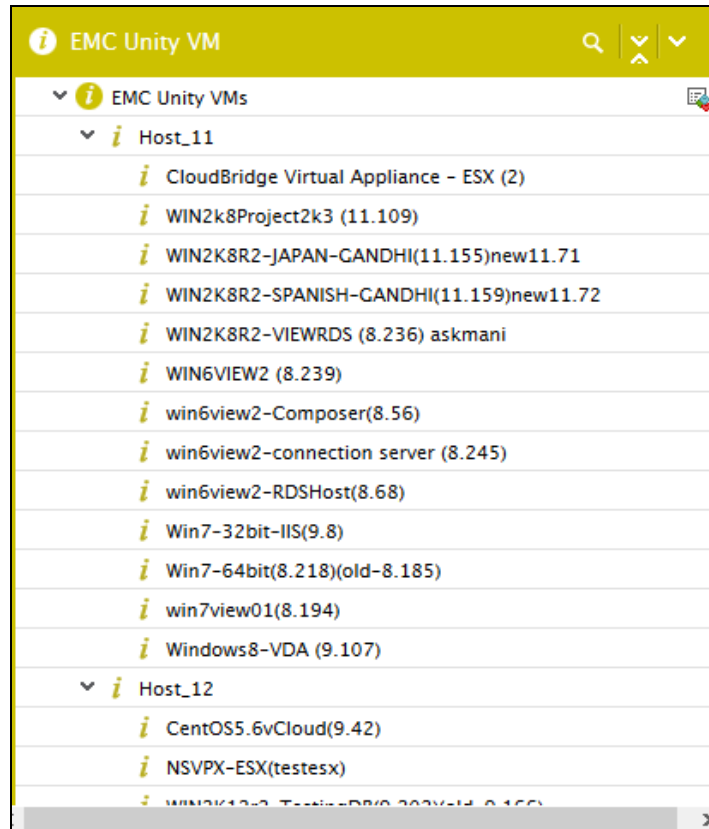 EMC Unity VM
EMC Unity VMs
Host_11
CloudBridge Virtual Appliance - ESX (2)
WIN2k8Project2k3 (11.109)
WIN2K8R2-JAPAN-GANDHI(11.155)new11.71
WIN2K8R2-SPANISH-GANDHI(11.159)new11.72
WIN2K8R2-VIEWRDS (8.236) askmani
WIN6VIEW2 (8.239)
win6view2-Composer(8.56)
win6view2-connection server (8.245)
win6view2-RDSHost(8.68)
Win7-32bit-IIS(9.8)
Win7-64bit(8.218)(old-8.185)
win7view01(8.194)
Windows8-VDA (9.107)
Host_12
CentOS5.6vCloud(9.42)
NSVPX-ESX(testesx)